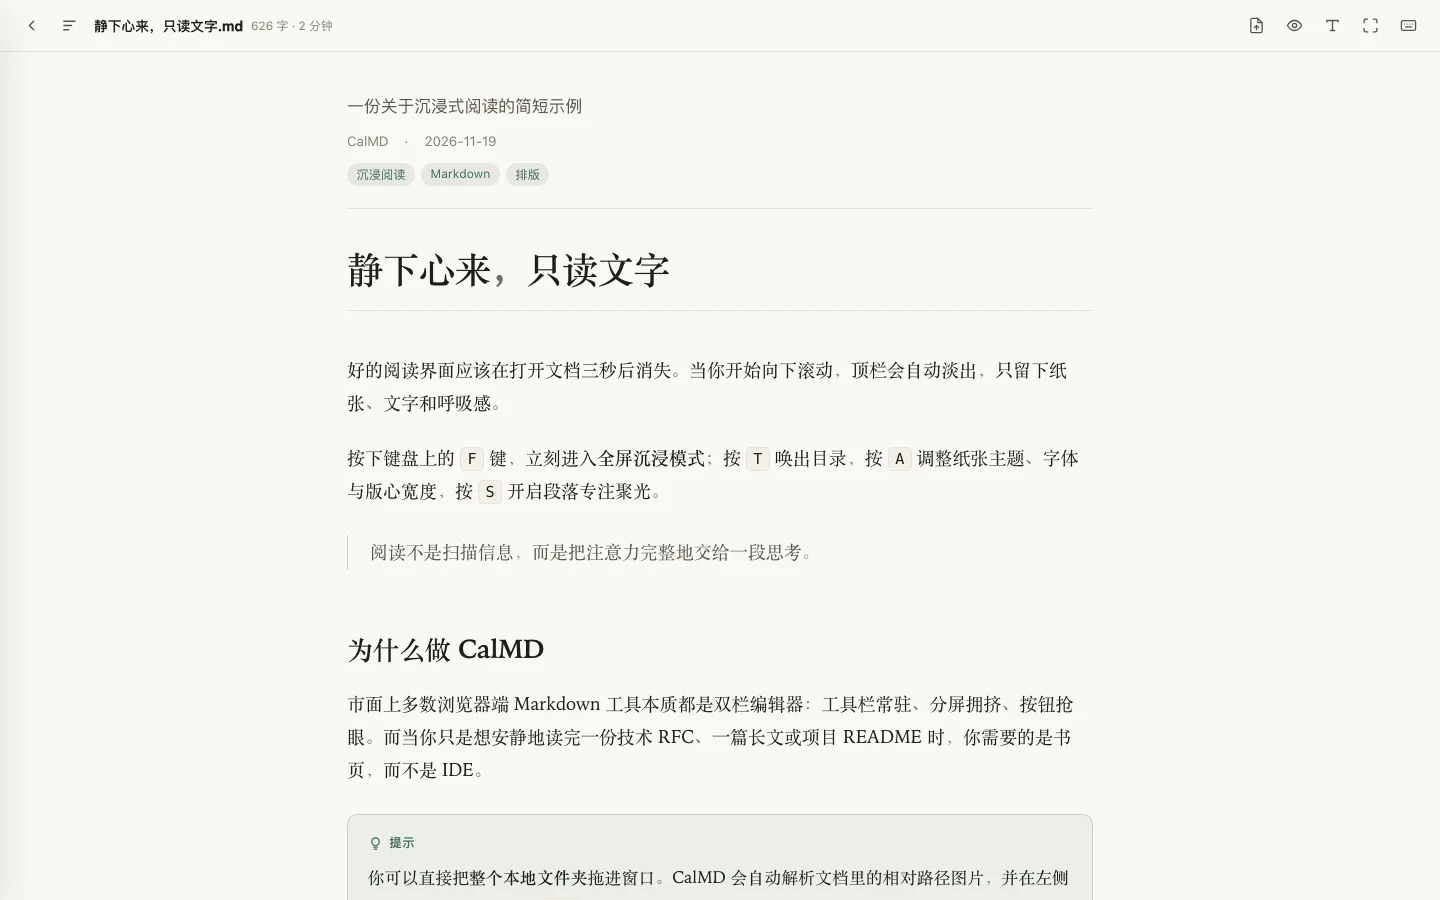 静下心来，只读文字.md 626 字 · 2 分钟
一份关于沉浸式阅读的简短示例
CalMD · 2026-11-19
沉浸阅读 Markdown 排版
静下心来，只读文字
好的阅读界面应该在打开文档三秒后消失。当你开始向下滚动，顶栏会自动淡出，只留下纸
张、文字和呼吸感。
按下键盘上的 F 键，立刻进入全屏沉浸模式；按 T 唤出目录，按 A 调整纸张主题、字体
与版心宽度，按 S 开启段落专注聚光。
阅读不是扫描信息，而是把注意力完整地交给一段思考。
为什么做 CalMD
市面上多数浏览器端 Markdown 工具本质都是双栏编辑器：工具栏常驻、分屏拥挤、按钮抢
眼。而当你只是想安静地读完一份技术 RFC、一篇长文或项目 README 时，你需要的是书
页，而不是 IDE。
提示
你可以直接把整个本地文件夹拖进窗口。CalMD 会自动解析文档里的相对路径图片，并在左侧